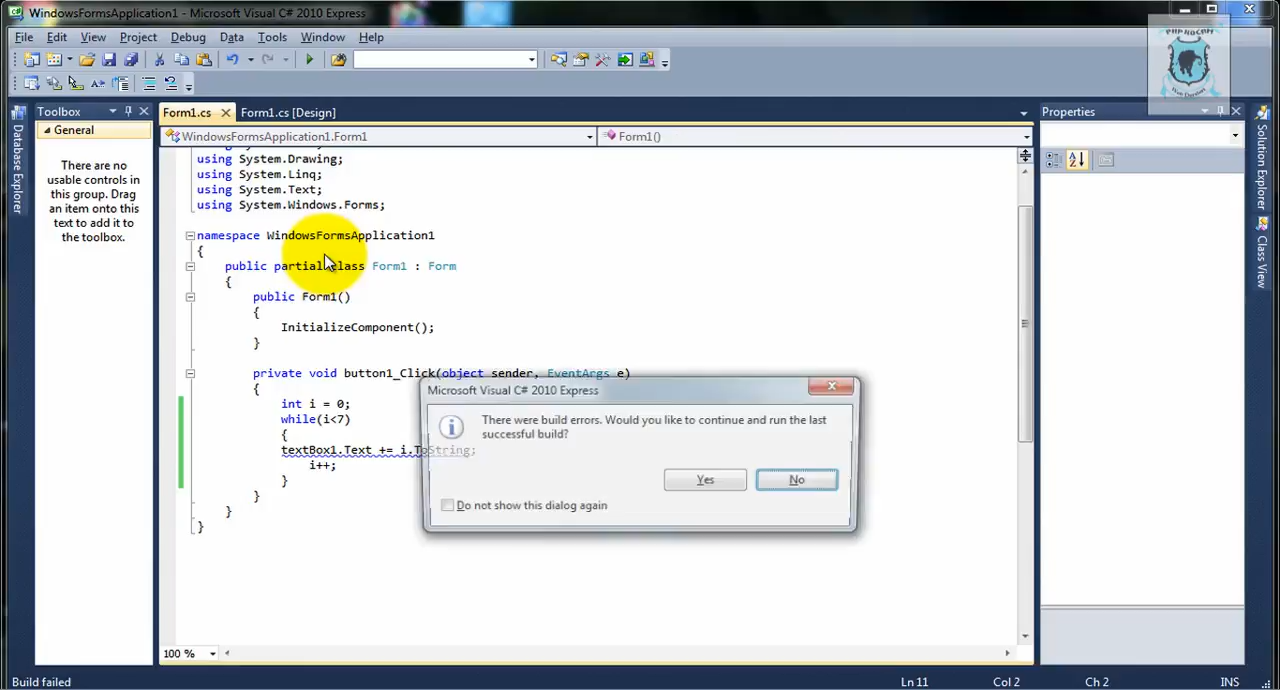 WindowsFormsApplication1 - Microsoft Visual C# 2010 Express
File Edit View Project Debug Data Tools Window Help
Toolbox
General
There are no
usable controls in
this group. Drag
an item onto this
text to add it to
the toolbox.
Database Explorer
Form1.cs
Form1.cs [Design]
WindowsFormsApplication1.Form1
Form1()
using System.Drawing;
using System.Linq;
using System.Text;
using System.Windows.Forms;
namespace WindowsFormsApplication1
{
public partial class Form1 : Form
{
public Form1()
{
InitializeComponent();
}
private void button1_Click(object sender, EventArgs e)
{
int i = 0;
while(i<7)
{
textBox1.Text += i.ToString;
i++;
}
}
}
}
Microsoft Visual C# 2010 Express
There were build errors. Would you like to continue and run the last
successful build?
Yes
No
Do not show this dialog again
Properties
Solution Explorer
Class View
100 %
Build failed
Ln 11
Col 2
Ch 2
INS